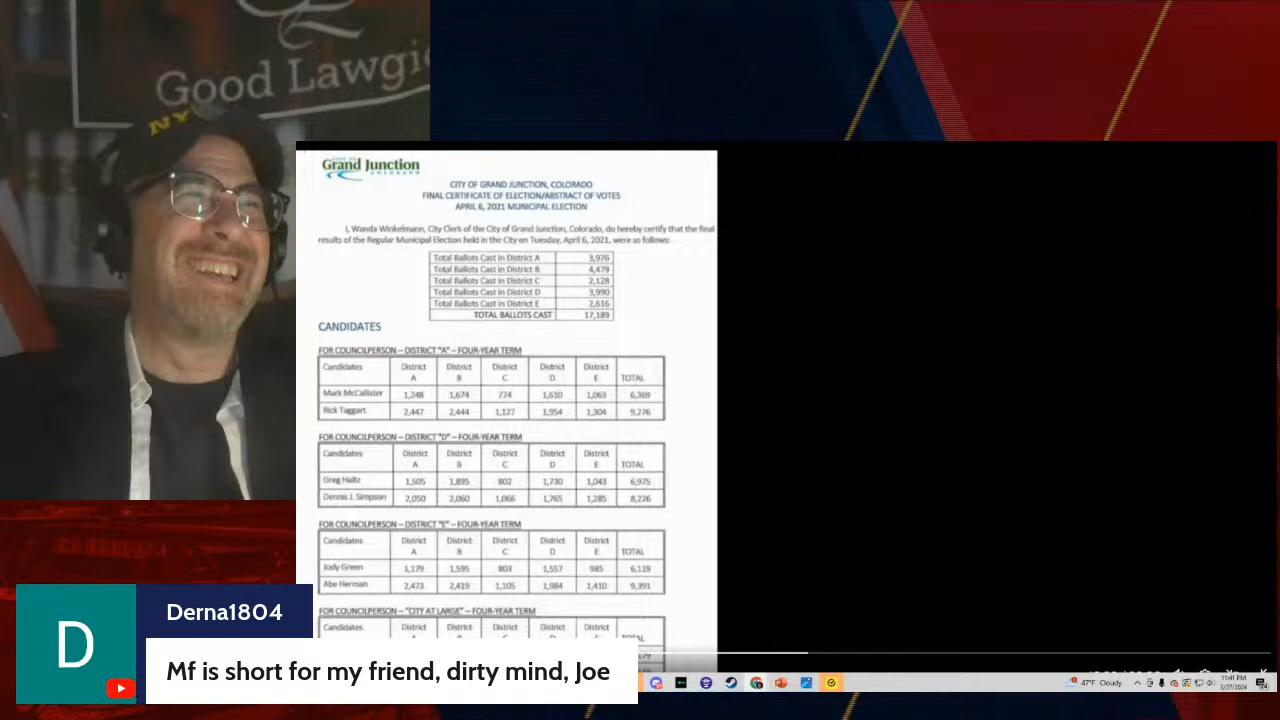 Good Lawgic
NY
CITY OF
Grand Junction
COLORADO
CITY OF GRAND JUNCTION, COLORADO
FINAL CERTIFICATE OF ELECTION/ABSTRACT OF VOTES
APRIL 6, 2021 MUNICIPAL ELECTION
I, Wanda Winkelmann, City Clerk of the City of Grand Junction, Colorado, do hereby certify that the final
results of the Regular Municipal Election held in the City on Tuesday, April 6, 2021, were as follows:
Total Ballots Cast in District A 3,976
Total Ballots Cast in District B 4,479
Total Ballots Cast in District C 2,128
Total Ballots Cast in District D 3,990
Total Ballots Cast in District E 2,616
TOTAL BALLOTS CAST 17,189
CANDIDATES
FOR COUNCILPERSON – DISTRICT "A" – FOUR-YEAR TERM
Candidates District District District District District
A B C D E TOTAL
Mark McCallister 1,248 1,674 774 1,610 1,063 6,369
Rick Taggart 2,447 2,444 1,127 1,954 1,304 9,276
FOR COUNCILPERSON – DISTRICT "D" – FOUR-YEAR TERM
Candidates District District District District District
A B C D E TOTAL
Greg Haitz 1,505 1,895 802 1,730 1,043 6,975
Dennis J. Simpson 2,050 2,060 1,066 1,765 1,285 8,226
FOR COUNCILPERSON – DISTRICT "E" – FOUR-YEAR TERM
Candidates District District District District District
A B C D E TOTAL
Jody Green 1,179 1,595 803 1,557 985 6,119
Abe Herman 2,473 2,419 1,105 1,984 1,410 9,391
FOR COUNCILPERSON – "CITY AT LARGE" – FOUR-YEAR TERM
Candidates District District District District District
TOTAL
D
Derna1804
Mf is short for my friend, dirty mind, Joe
47°F Cloudy
11:41 PM
3/27/2024